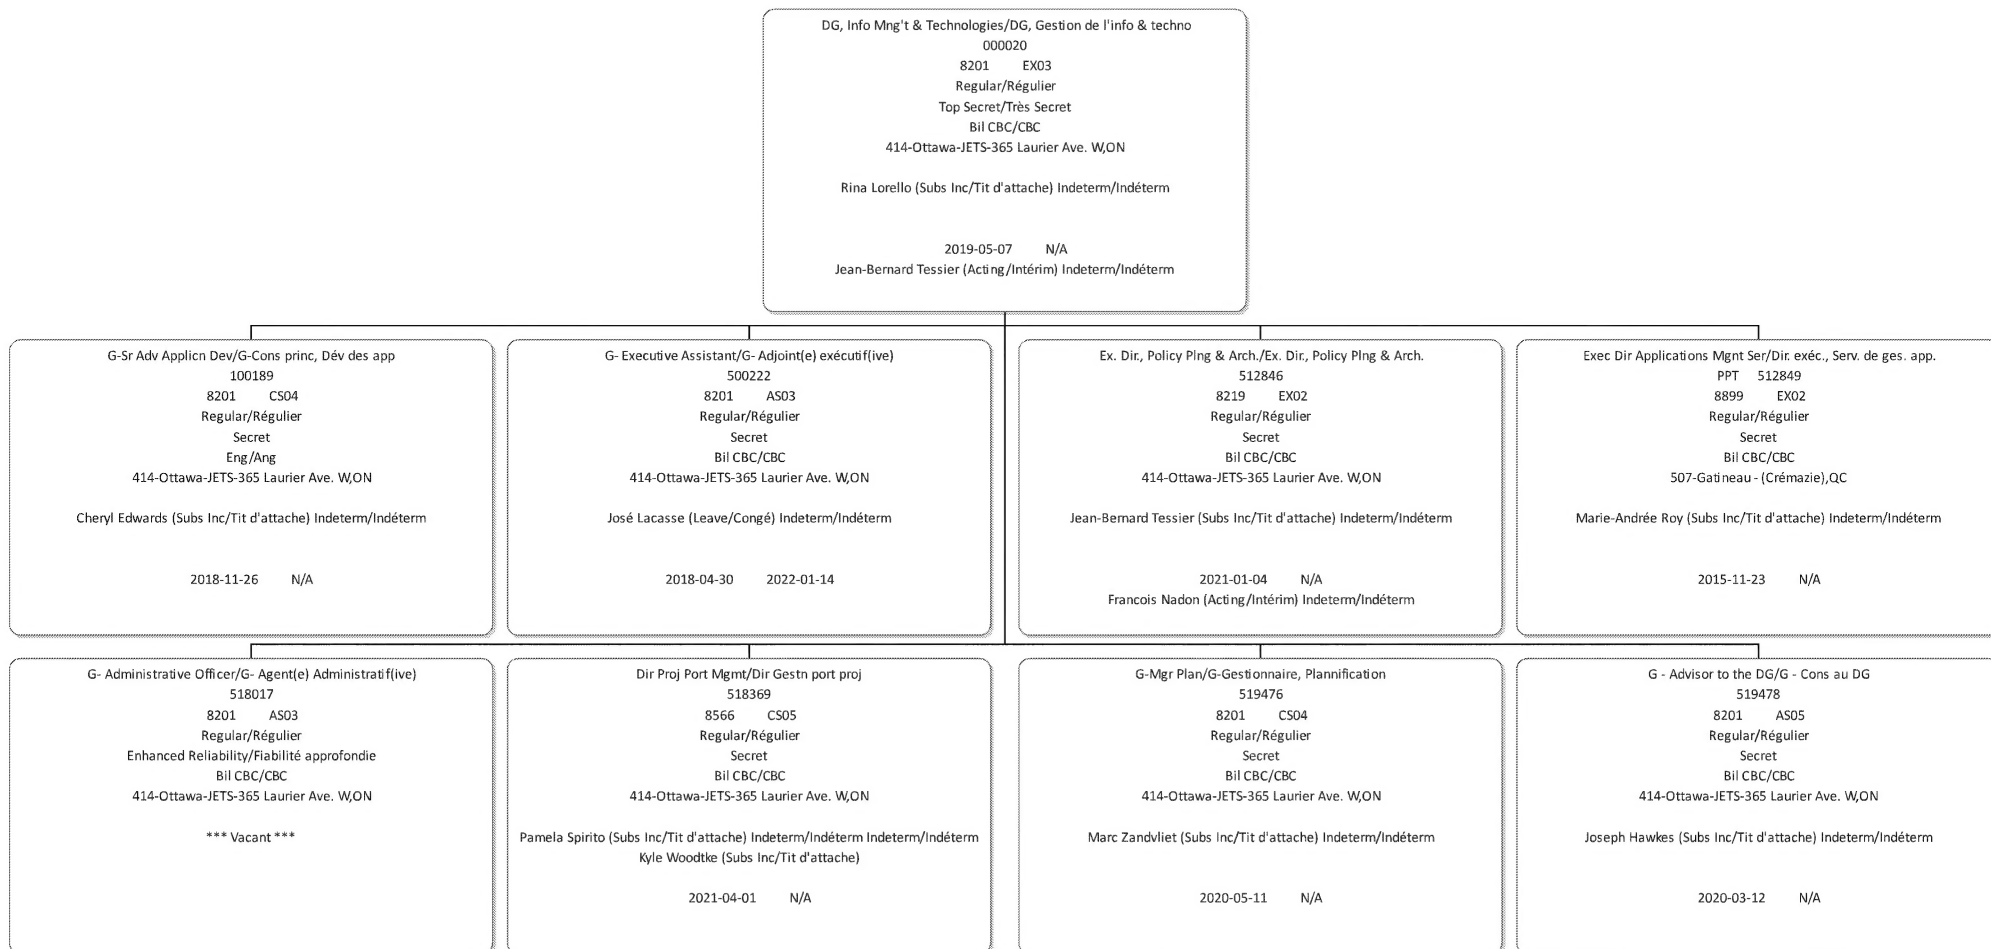 DG, Info Mng't & Technologies/DG, Gestion de l'info & techno
000020
8201 EX03
Regular/Régulier
Top Secret/Très Secret
Bil CBC/CBC
414-Ottawa-JETS-365 Laurier Ave. W,ON
Rina Lorello (Subs Inc/Tit d'attache) Indeterm/Indéterm
2019-05-07 N/A
Jean-Bernard Tessier (Acting/Intérim) Indeterm/Indéterm
G-Sr Adv Applicn Dev/G-Cons princ, Dév des app
100189
8201 CS04
Regular/Régulier
Secret
Eng/Ang
414-Ottawa-JETS-365 Laurier Ave. W,ON
Cheryl Edwards (Subs Inc/Tit d'attache) Indeterm/Indéterm
2018-11-26 N/A
G- Executive Assistant/G- Adjoint(e) exécutif(ive)
500222
8201 AS03
Regular/Régulier
Secret
Bil CBC/CBC
414-Ottawa-JETS-365 Laurier Ave. W,ON
José Lacasse (Leave/Congé) Indeterm/Indéterm
2018-04-30 2022-01-14
Ex. Dir., Policy Plng & Arch./Ex. Dir., Policy Plng & Arch.
512846
8219 EX02
Regular/Régulier
Secret
Bil CBC/CBC
414-Ottawa-JETS-365 Laurier Ave. W,ON
Jean-Bernard Tessier (Subs Inc/Tit d'attache) Indeterm/Indéterm
2021-01-04 N/A
Francois Nadon (Acting/Intérim) Indeterm/Indéterm
Exec Dir Applications Mgnt Ser/Dir. exéc., Serv. de ges. app.
PPT 512849
8899 EX02
Regular/Régulier
Secret
Bil CBC/CBC
507-Gatineau - (Crémazie),QC
Marie-Andrée Roy (Subs Inc/Tit d'attache) Indeterm/Indéterm
2015-11-23 N/A
G- Administrative Officer/G- Agent(e) Administratif(ive)
518017
8201 AS03
Regular/Régulier
Enhanced Reliability/Fiabilité approfondie
Bil CBC/CBC
414-Ottawa-JETS-365 Laurier Ave. W,ON
*** Vacant ***
Dir Proj Port Mgmt/Dir Gestn port proj
518369
8566 CS05
Regular/Régulier
Secret
Bil CBC/CBC
414-Ottawa-JETS-365 Laurier Ave. W,ON
Pamela Spirito (Subs Inc/Tit d'attache) Indeterm/Indéterm Indeterm/Indéterm
Kyle Woodtke (Subs Inc/Tit d'attache)
2021-04-01 N/A
G-Mgr Plan/G-Gestionnaire, Plannification
519476
8201 CS04
Regular/Régulier
Secret
Bil CBC/CBC
414-Ottawa-JETS-365 Laurier Ave. W,ON
Marc Zandvliet (Subs Inc/Tit d'attache) Indeterm/Indéterm
2020-05-11 N/A
G - Advisor to the DG/G - Cons au DG
519478
8201 AS05
Regular/Régulier
Secret
Bil CBC/CBC
414-Ottawa-JETS-365 Laurier Ave. W,ON
Joseph Hawkes (Subs Inc/Tit d'attache) Indeterm/Indéterm
2020-03-12 N/A